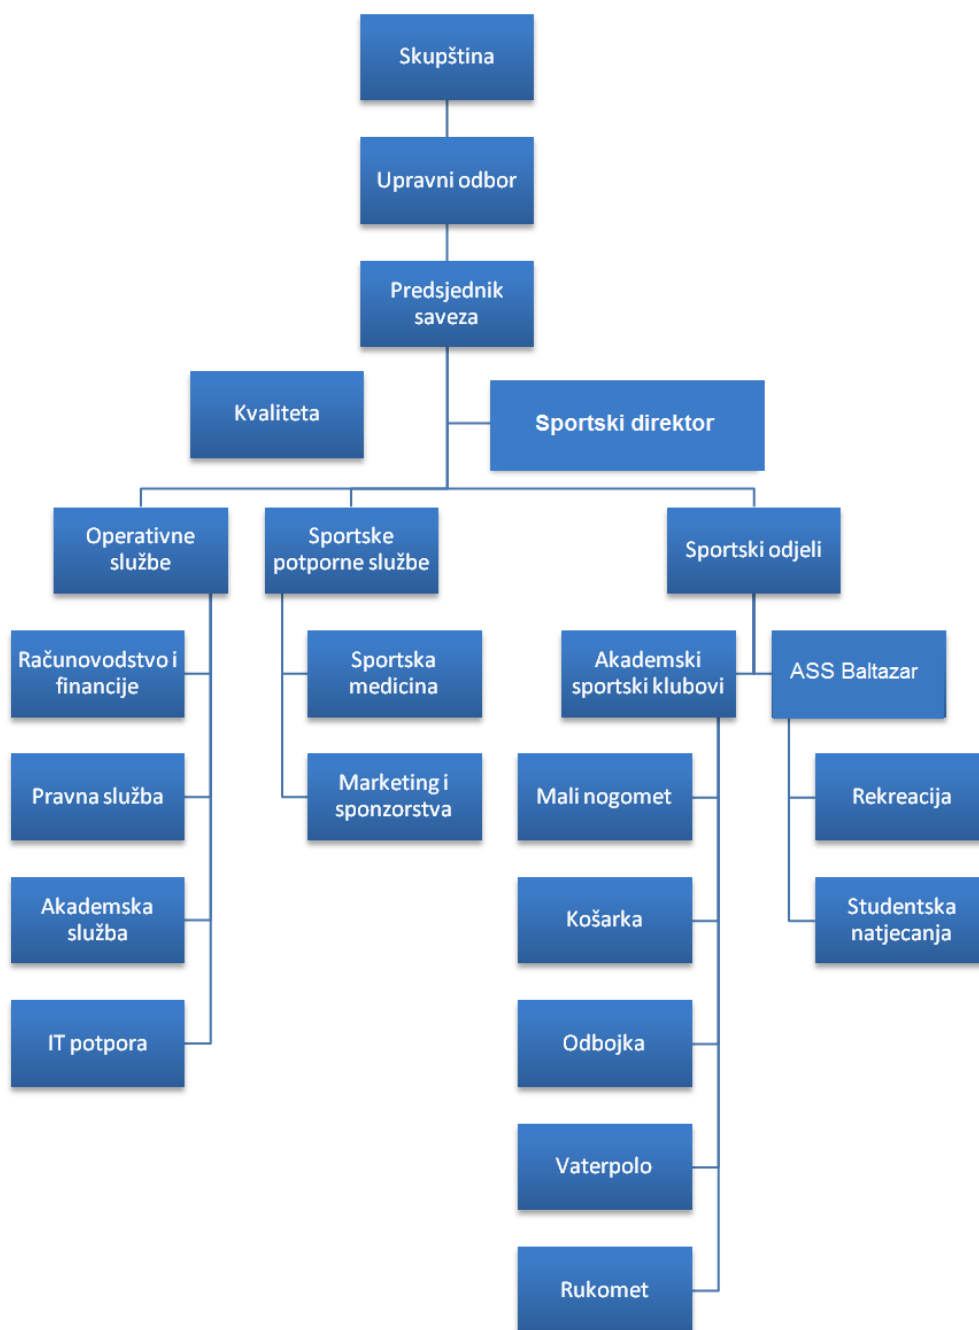 Skupština
Upravni odbor
Predsjednik
saveza
Kvaliteta
Sportski direktor
Operativne
službe
Sportske
potporne službe
Sportski odjeli
Računovodstvo i
financije
Sportska
medicina
Akademski
sportski klubovi
ASS Baltazar
Pravna služba
Marketing i
sponzorstva
Mali nogomet
Rekreacija
Akademska
služba
Košarka
Studentska
natjecanja
IT potpora
Odbojka
Vaterpolo
Rukomet